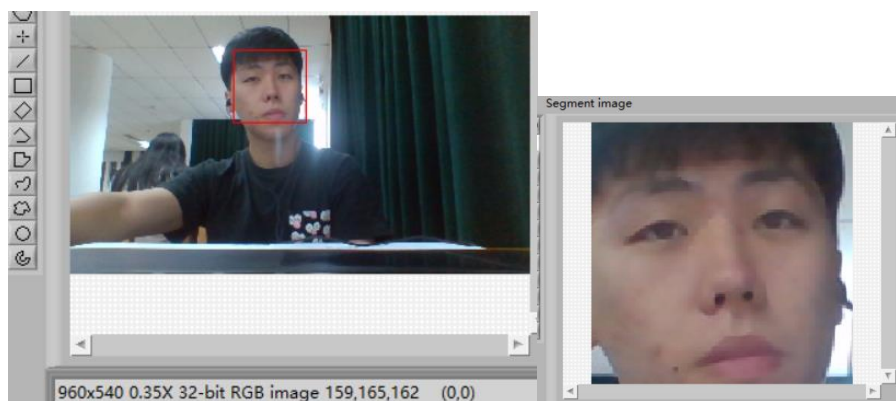 Segment image
960x540 0.35X 32-bit RGB image 159,165,162 (0,0)